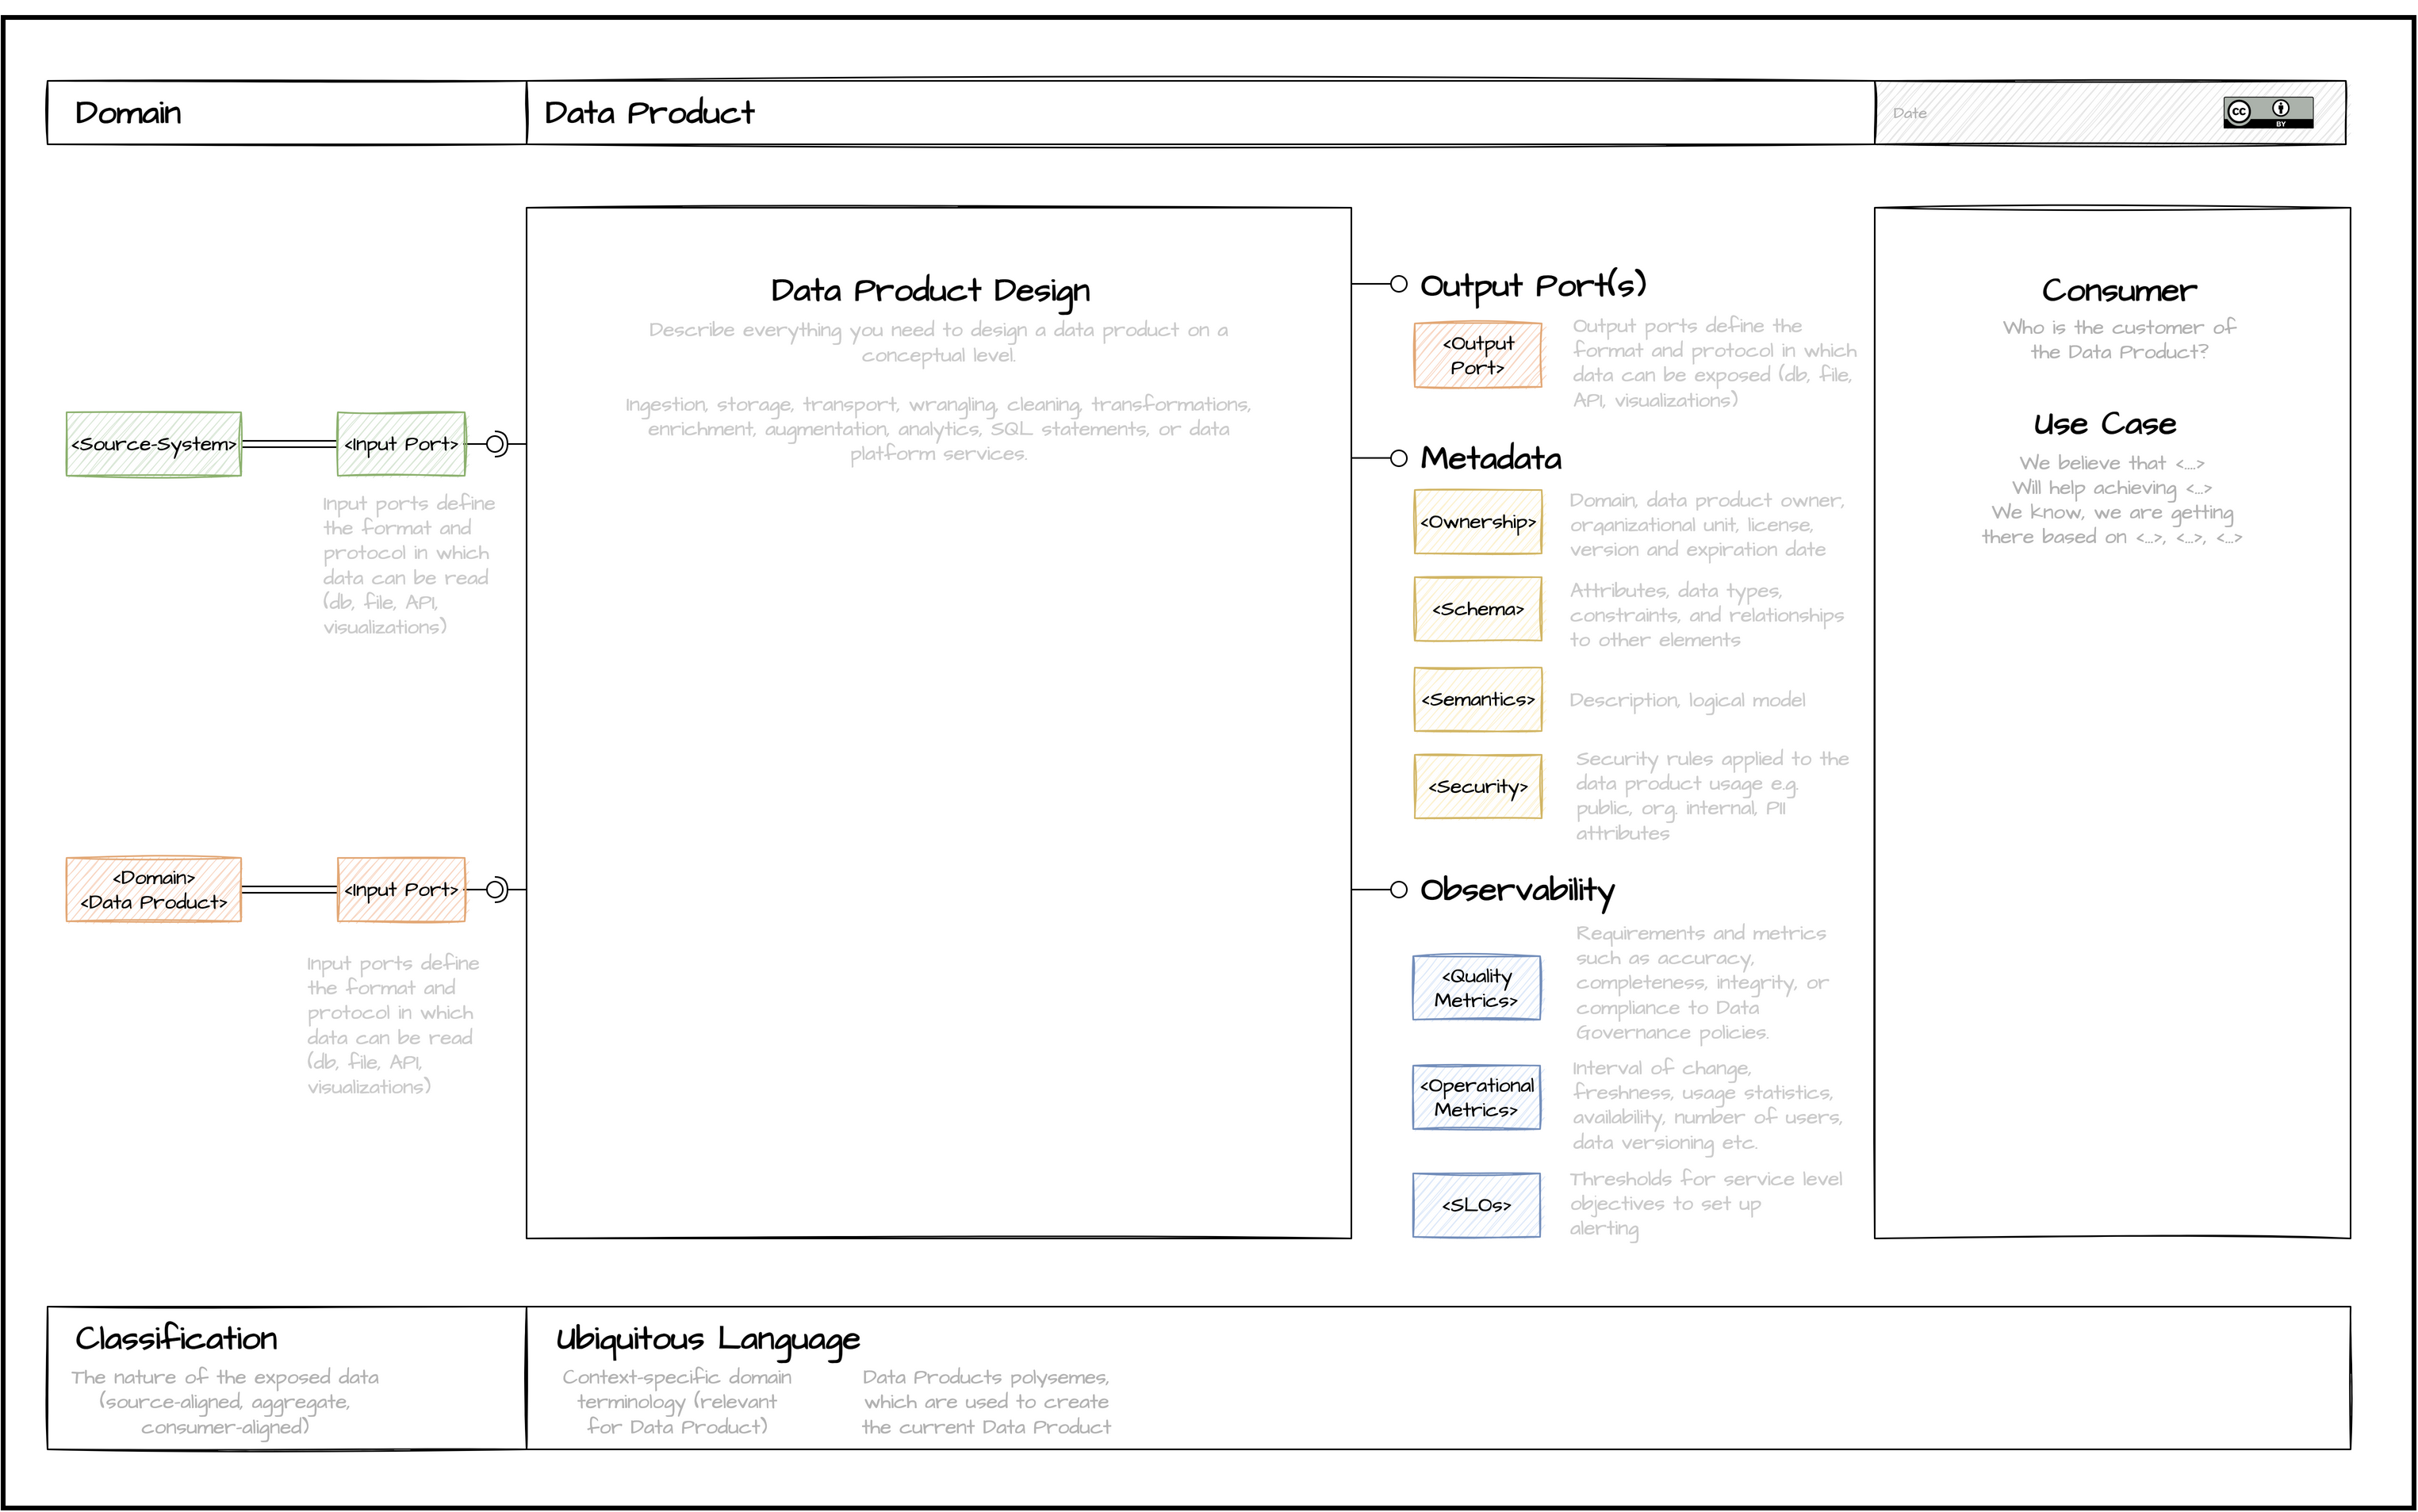 Domain
Data Product
Date
cc
BY
<Source-System>
<Input Port>
Input ports define
the format and
protocol in which
data can be read
(db, file, API,
visualizations)
<Domain>
<Data Product>
<Input Port>
Input ports define
the format and
protocol in which
data can be read
(db, file, API,
visualizations)
Data Product Design
Describe everything you need to design a data product on a
conceptual level.
Ingestion, storage, transport, wrangling, cleaning, transformations,
enrichment, augmentation, analytics, SQL statements, or data
platform services.
Output Port(s)
<Output
Port>
Output ports define the
format and protocol in which
data can be exposed (db, file,
API, visualizations)
Metadata
<Ownership>
Domain, data product owner,
organizational unit, license,
version and expiration date
<Schema>
Attributes, data types,
constraints, and relationships
to other elements
<Semantics>
Description, logical model
<Security>
Security rules applied to the
data product usage e.g.
public, org. internal, PII
attributes
Observability
<Quality
Metrics>
Requirements and metrics
such as accuracy,
completeness, integrity, or
compliance to Data
Governance policies.
<Operational
Metrics>
Interval of change,
freshness, usage statistics,
availability, number of users,
data versioning etc.
<SLOs>
Thresholds for service level
objectives to set up
alerting
Consumer
Who is the customer of
the Data Product?
Use Case
We believe that <...>
Will help achieving <...>
We know, we are getting
there based on <...>, <...>, <...>
Classification
The nature of the exposed data
(source-aligned, aggregate,
consumer-aligned)
Ubiquitous Language
Context-specific domain
terminology (relevant
for Data Product)
Data Products polysemes,
which are used to create
the current Data Product